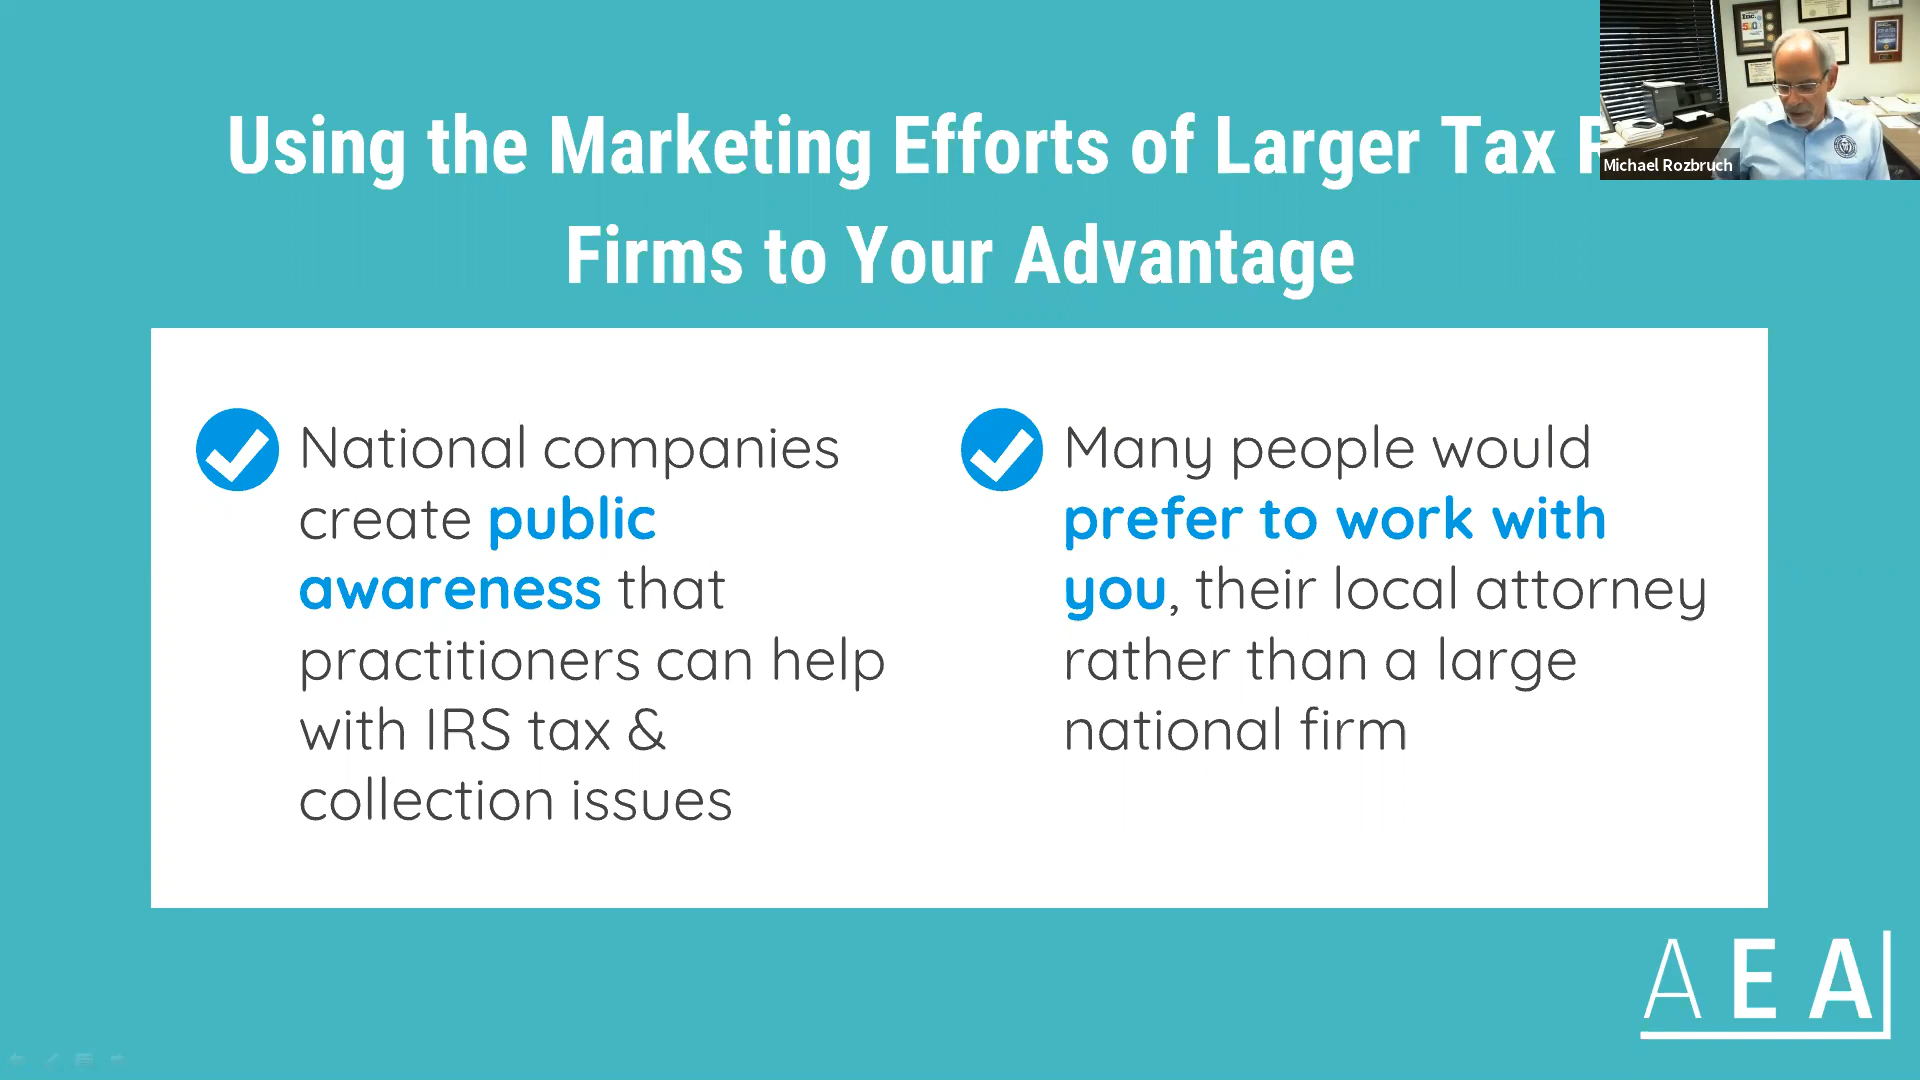 Using the Marketing Efforts of Larger Tax
Firms to Your Advantage
Michael Rozbruch
National companies
create public
awareness that
practitioners can help
with IRS tax &
collection issues
Many people would
prefer to work with
you, their local attorney
rather than a large
national firm
AEA
Inc.